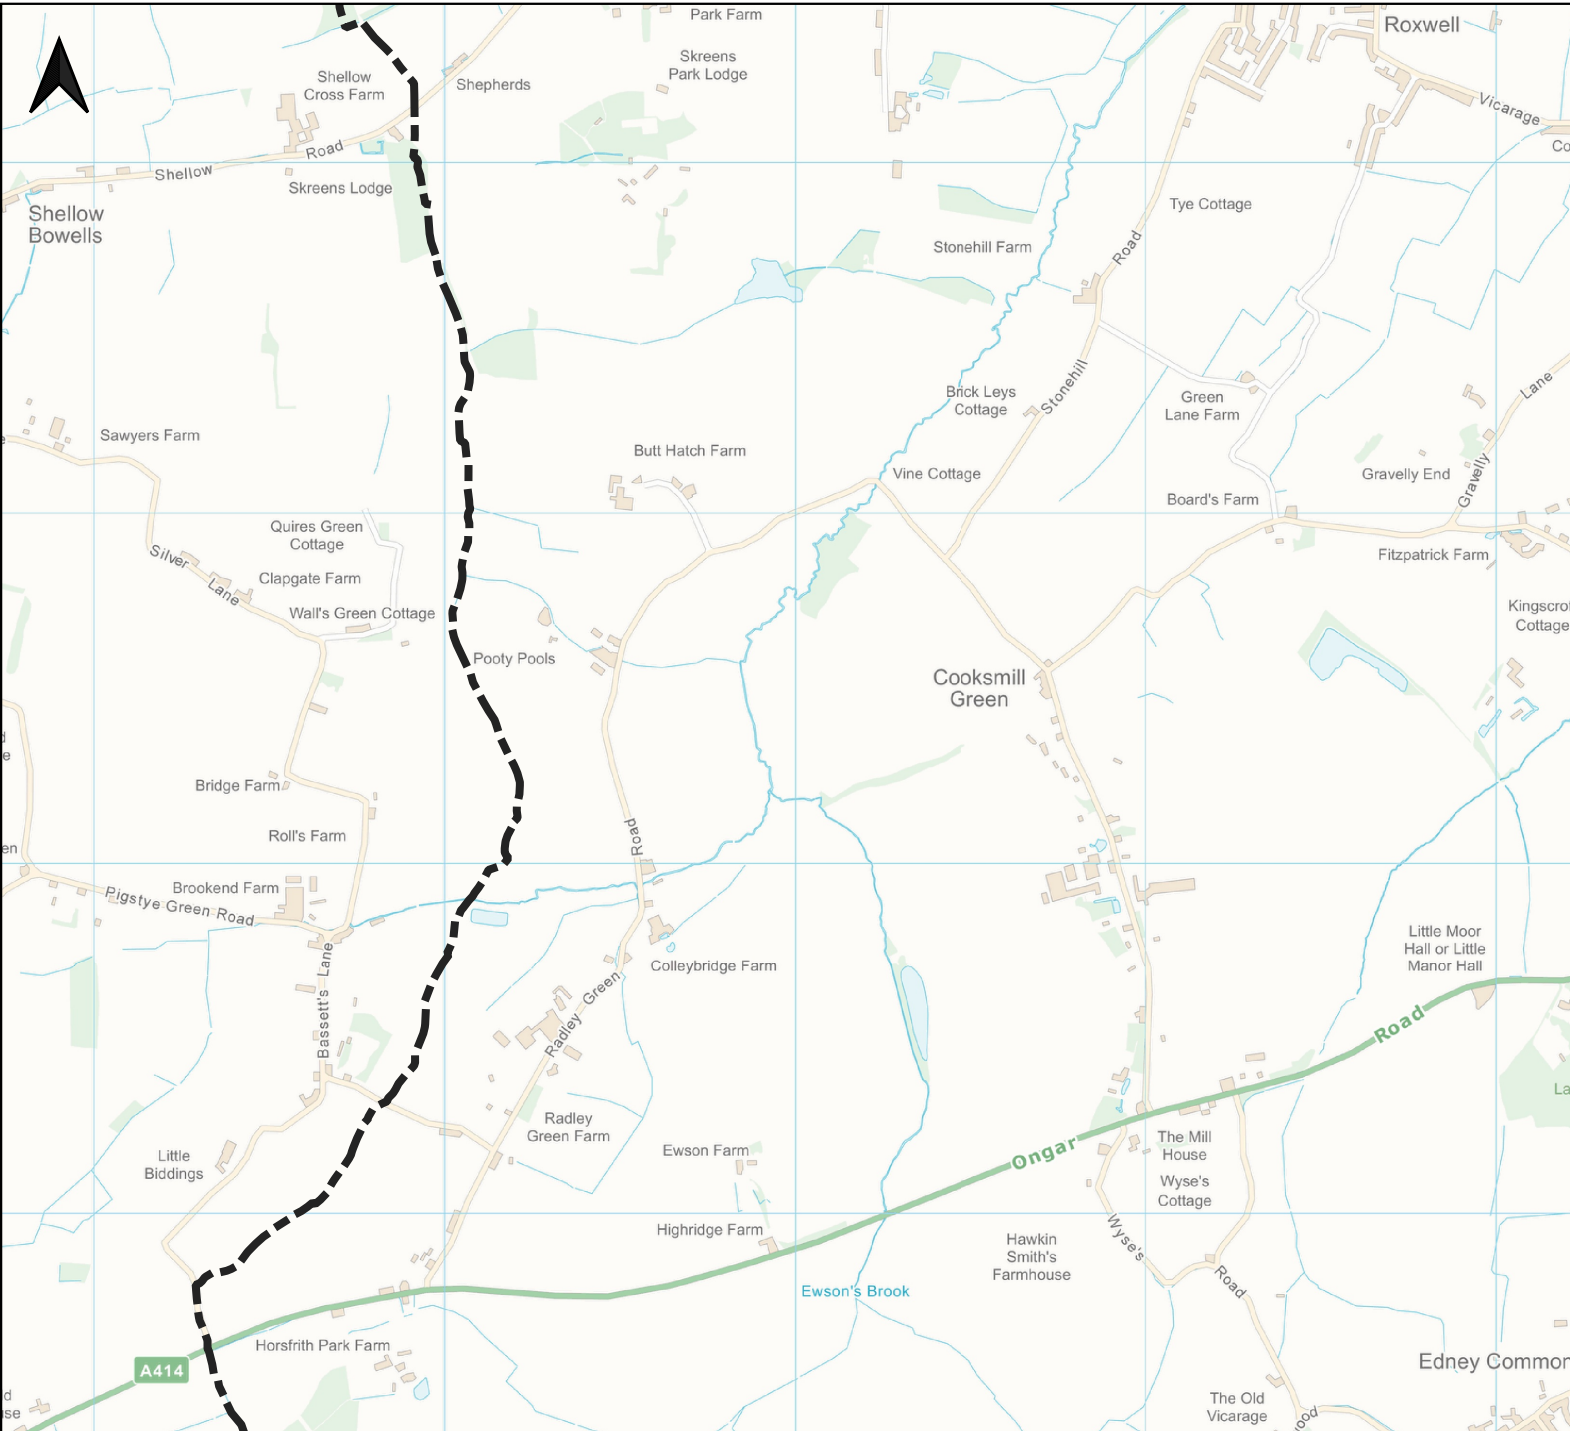 Park Farm
Roxwell
Skreens
Park Lodge
Shellow
Cross Farm
Shepherds
Vicarage
Co
Shellow Road
Skreens Lodge
Shellow
Bowells
Tye Cottage
Stonehill Farm
Stonehill Road
Brick Leys
Cottage
Green
Lane Farm
Gravelly Lane
Sawyers Farm
Butt Hatch Farm
Vine Cottage
Gravelly End
Board's Farm
Quires Green
Cottage
Fitzpatrick Farm
Silver Lane
Clapgate Farm
Wall's Green Cottage
Kingscrof
Cottage
Pooty Pools
Cooksmill
Green
Bridge Farm
Roll's Farm
en
Brookend Farm
Pigstye Green Road
Bassett's Lane
Radley Green Road
Colleybridge Farm
Little Moor
Hall or Little
Manor Hall
Ongar Road
La
Radley
Green Farm
Ewson Farm
The Mill
House
Little
Biddings
Wyse's
Cottage
Highridge Farm
Hawkin
Smith's
Farmhouse
Wyse's Road
Ewson's Brook
Horsfrith Park Farm
A414
Edney Common
d
use
The Old
Vicarage
ood